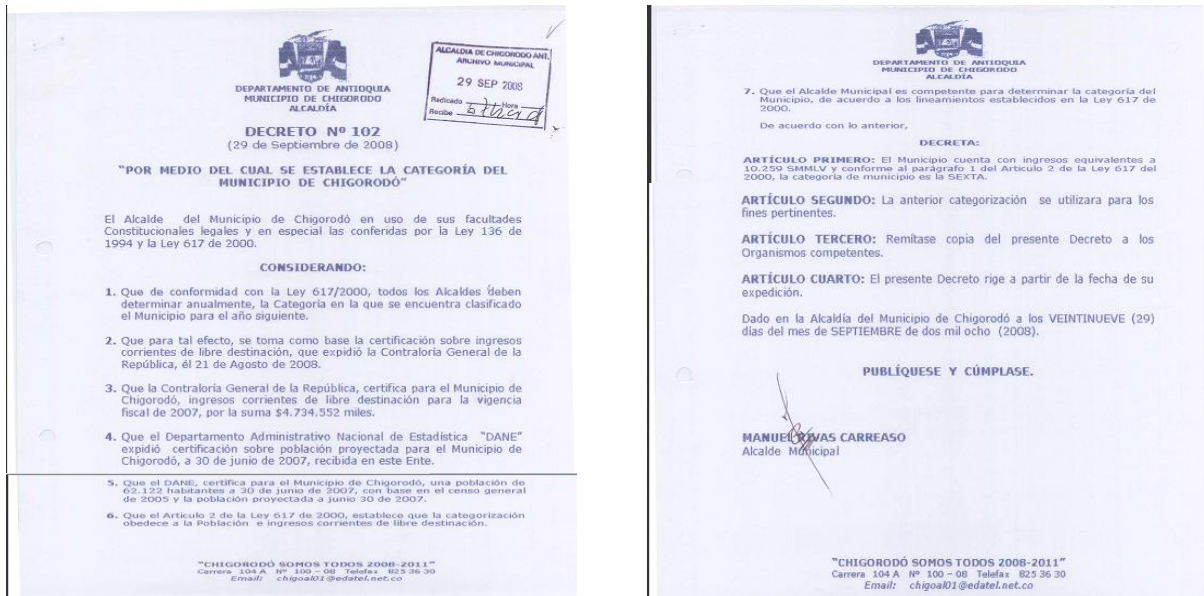 DEPARTAMENTO DE ANTIOQUIA
MUNICIPIO DE CHIGORODO
ALCALDÍA
ALCALDIA DE CHIGORODO ANT.
ARCHIVO MUNICIPAL
29 SEP 2008
Radicado Hora
Recibe
DECRETO Nº 102
(29 de Septiembre de 2008)
"POR MEDIO DEL CUAL SE ESTABLECE LA CATEGORÍA DEL
MUNICIPIO DE CHIGORODÓ"
El Alcalde del Municipio de Chigorodó en uso de sus facultades
Constitucionales legales y en especial las conferidas por la Ley 136 de
1994 y la Ley 617 de 2000.
CONSIDERANDO:
1. Que de conformidad con la Ley 617/2000, todos los Alcaldes deben
determinar anualmente, la Categoría en la que se encuentra clasificado
el Municipio para el año siguiente.
2. Que para tal efecto, se toma como base la certificación sobre ingresos
corrientes de libre destinación, que expidió la Contraloría General de la
República, él 21 de Agosto de 2008.
3. Que la Contraloría General de la República, certifica para el Municipio de
Chigorodó, ingresos corrientes de libre destinación para la vigencia
fiscal de 2007, por la suma $4.734.552 miles.
4. Que el Departamento Administrativo Nacional de Estadística "DANE"
expidió certificación sobre población proyectada para el Municipio de
Chigorodó, a 30 de junio de 2007, recibida en este Ente.
5. Que el DANE, certifica para el Municipio de Chigorodó, una población de
62.122 habitantes a 30 de junio de 2007, con base en el censo general
de 2005 y la población proyectada a junio 30 de 2007.
6. Que el Articulo 2 de la Ley 617 de 2000, establece que la categorización
obedece a la Población e ingresos corrientes de libre destinación.
"CHIGORODÓ SOMOS TODOS 2008-2011"
Carrera 104 A Nº 100 – 08 Telefax 825 36 30
Email: chigoal01@edatel.net.co
DEPARTAMENTO DE ANTIOQUIA
MUNICIPIO DE CHIGORODO
ALCALDÍA
7. Que el Alcalde Municipal es competente para determinar la categoría del
Municipio, de acuerdo a los lineamientos establecidos en la Ley 617 de
2000.
De acuerdo con lo anterior,
DECRETA:
ARTÍCULO PRIMERO: El Municipio cuenta con ingresos equivalentes a
10.259 SMMLV y conforme al parágrafo 1 del Articulo 2 de la Ley 617 del
2000, la categoría de municipio es la SEXTA.
ARTÍCULO SEGUNDO: La anterior categorización se utilizara para los
fines pertinentes.
ARTÍCULO TERCERO: Remítase copia del presente Decreto a los
Organismos competentes.
ARTÍCULO CUARTO: El presente Decreto rige a partir de la fecha de su
expedición.
Dado en la Alcaldía del Municipio de Chigorodó a los VEINTINUEVE (29)
días del mes de SEPTIEMBRE de dos mil ocho (2008).
PUBLÍQUESE Y CÚMPLASE.
MANUEL RIVAS CARREASO
Alcalde Municipal
"CHIGORODÓ SOMOS TODOS 2008-2011"
Carrera 104 A Nº 100 – 08 Telefax 825 36 30
Email: chigoal01@edatel.net.co